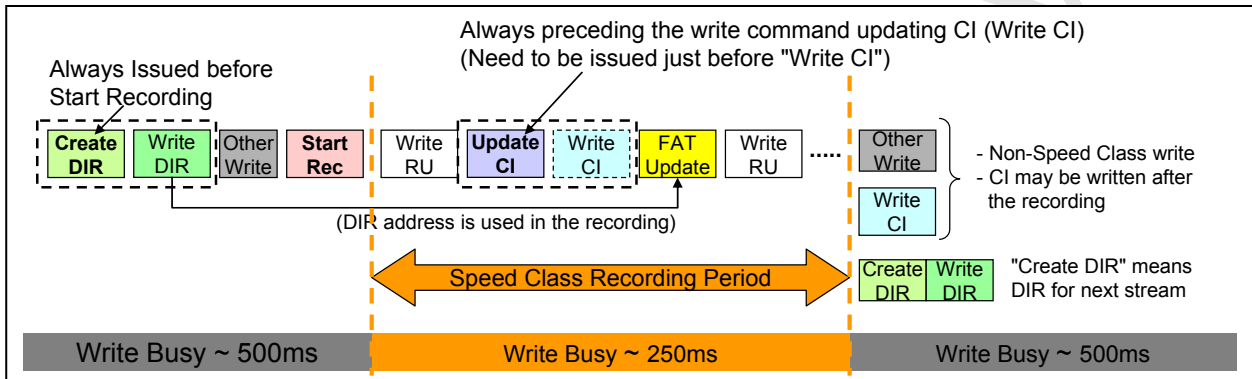 Always preceding the write command updating CI (Write CI)
(Need to be issued just before "Write CI")
Always Issued before
Start Recording
Create
DIR
Write
DIR
Other
Write
Start
Rec
Write
RU
Update
CI
Write
CI
FAT
Update
Write
RU
.....
Other
Write
Write
CI
- Non-Speed Class write
- CI may be written after
the recording
(DIR address is used in the recording)
Speed Class Recording Period
Create
DIR
Write
DIR
"Create DIR" means
DIR for next stream
Write Busy ~ 500ms
Write Busy ~ 250ms
Write Busy ~ 500ms